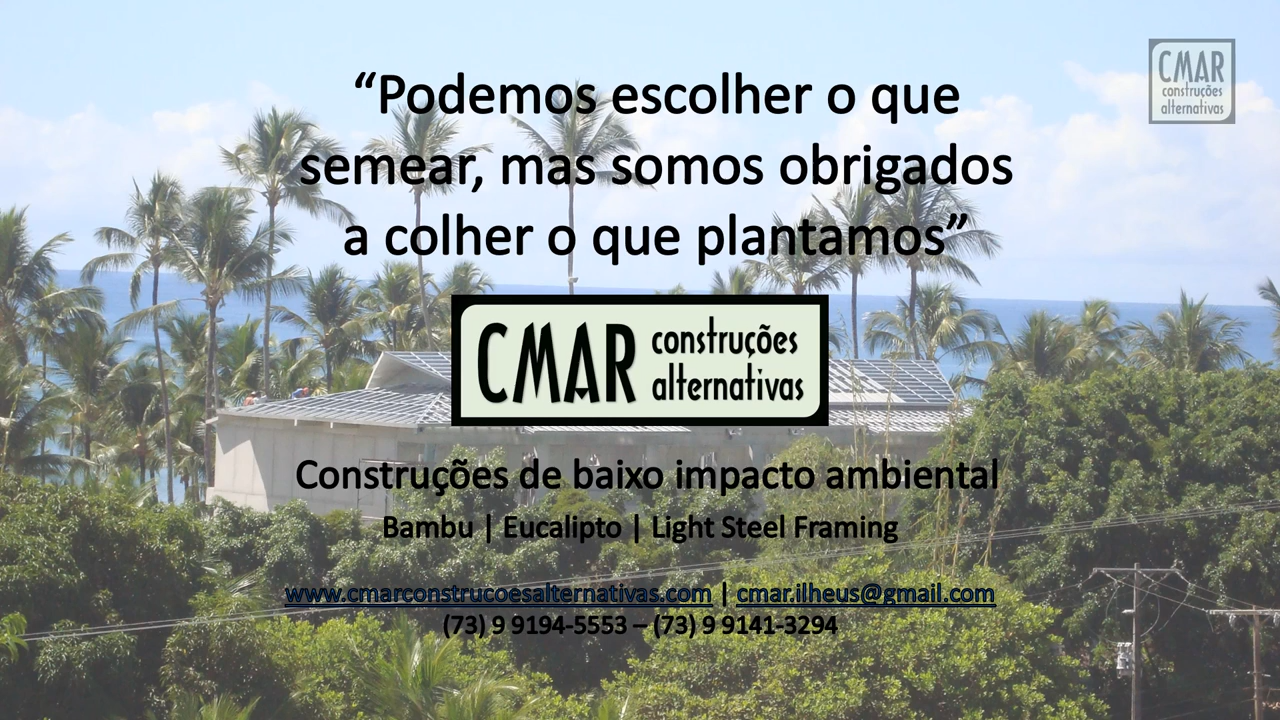 CMAR
construções
alternativas
“Podemos escolher o que
semear, mas somos obrigados
a colher o que plantamos”
CMAR construções
alternativas
Construções de baixo impacto ambiental
Bambu | Eucalipto | Light Steel Framing
www.cmarconstrucoesalternativas.com | cmar.ilheus@gmail.com
(73) 9 9194-5553 – (73) 9 9141-3294